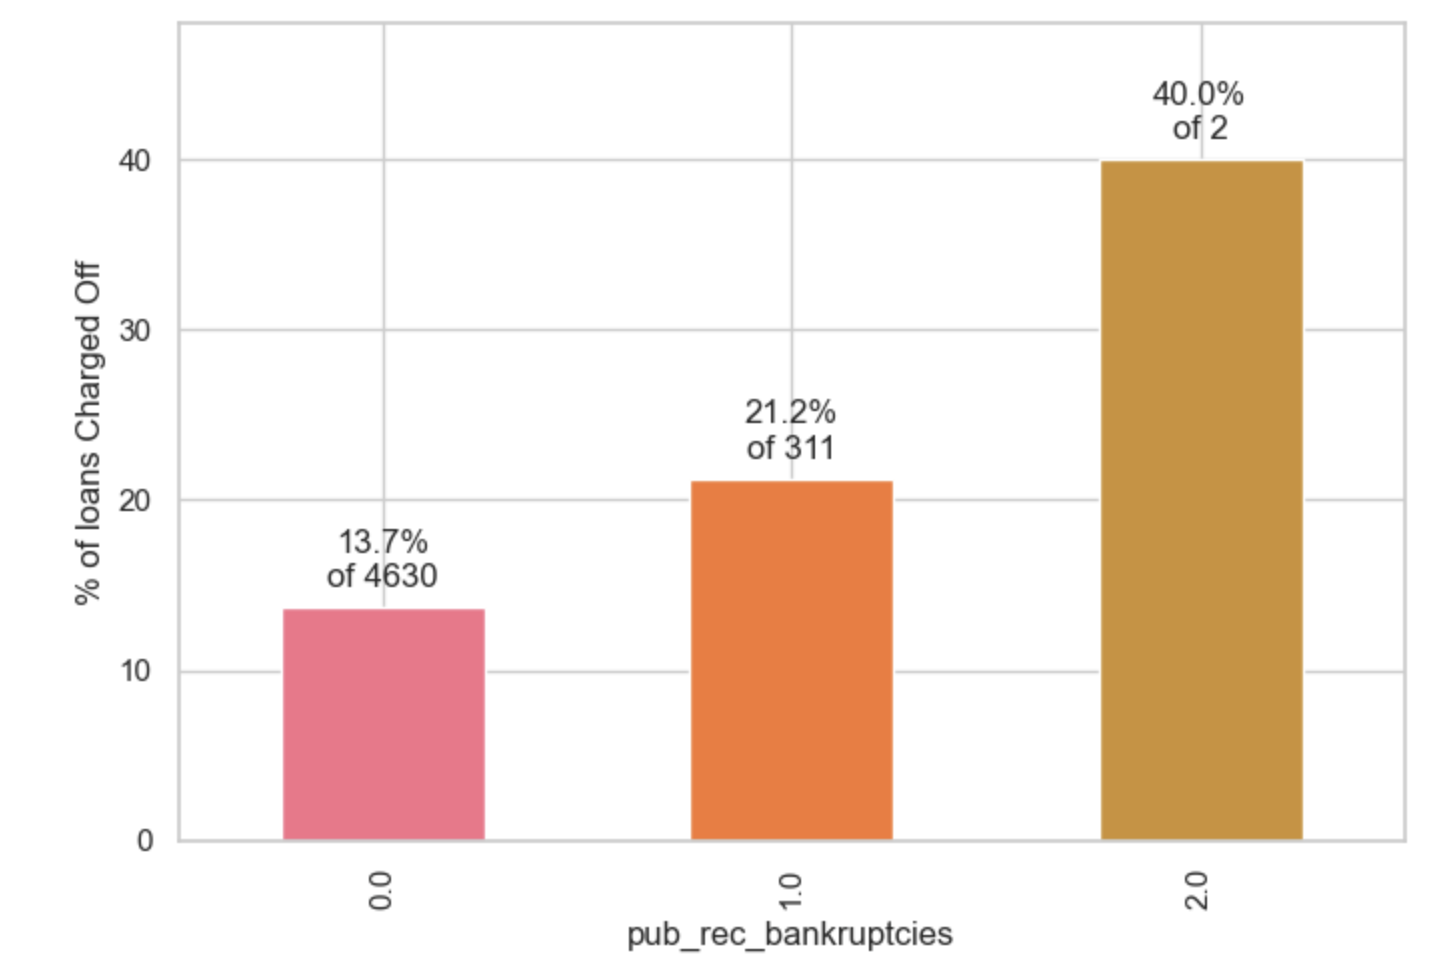 40.0%
of 2
40
% of loans Charged Off
30
21.2%
of 311
20
13.7%
of 4630
10
0
0.0
1.0
2.0
pub_rec_bankruptcies